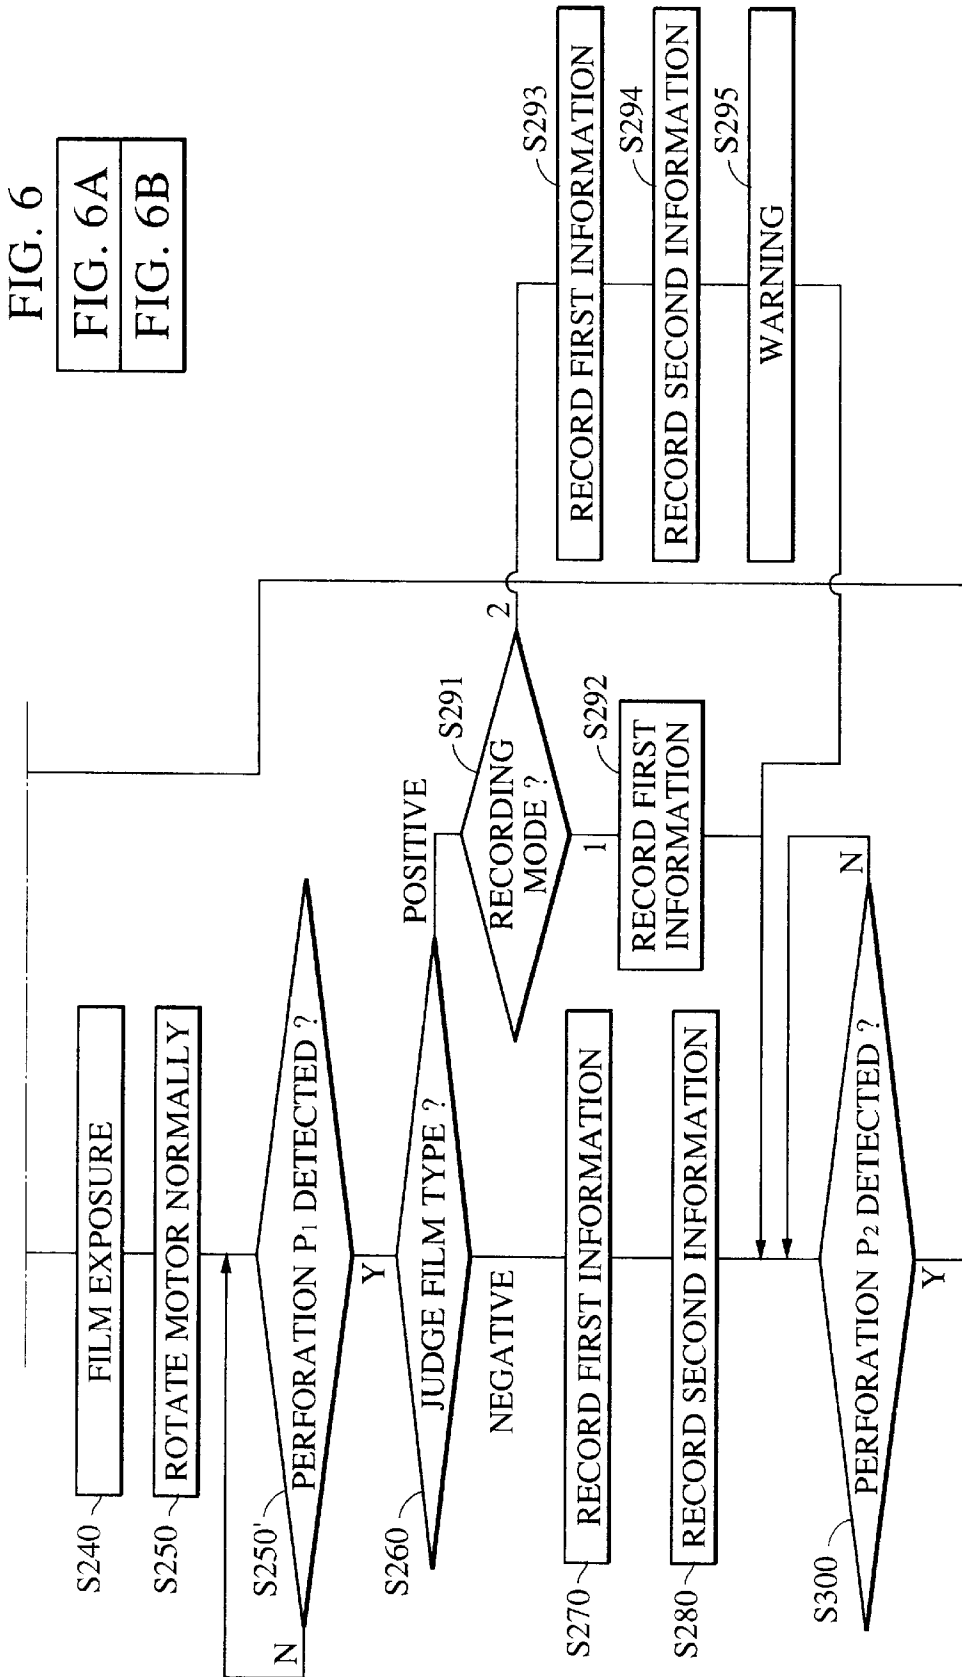 FIG. 6
FIG. 6A
FIG. 6B
S240
FILM EXPOSURE
S250
ROTATE MOTOR NORMALLY
N
S250'
PERFORATION P1 DETECTED ?
Y
S260
JUDGE FILM TYPE ?
POSITIVE
NEGATIVE
S270
RECORD FIRST INFORMATION
S280
RECORD SECOND INFORMATION
S291
RECORDING
MODE ?
2
1
S292
RECORD FIRST
INFORMATION
S293
RECORD FIRST INFORMATION
S294
RECORD SECOND INFORMATION
S295
WARNING
S300
PERFORATION P2 DETECTED ?
N
Y